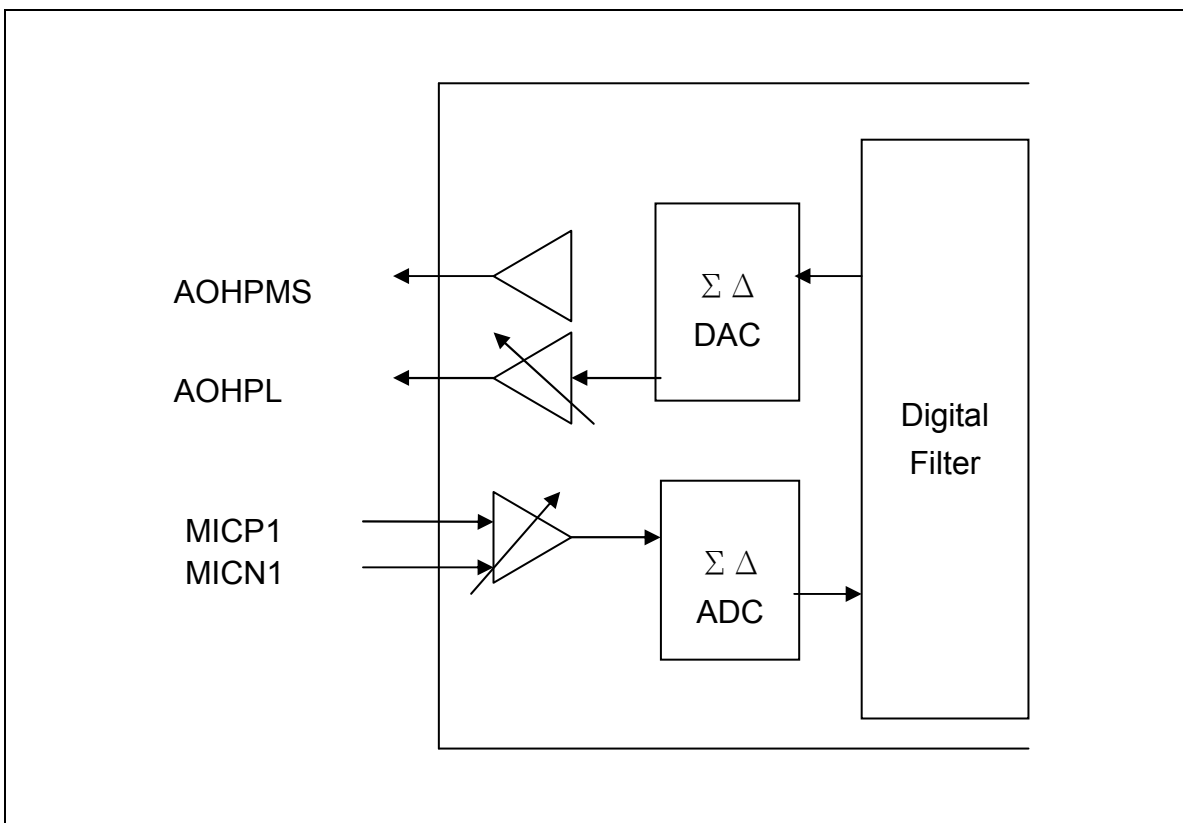 AOHPMS
AOHPL
MICP1
MICN1
Σ Δ
DAC
Σ Δ
ADC
Digital
Filter